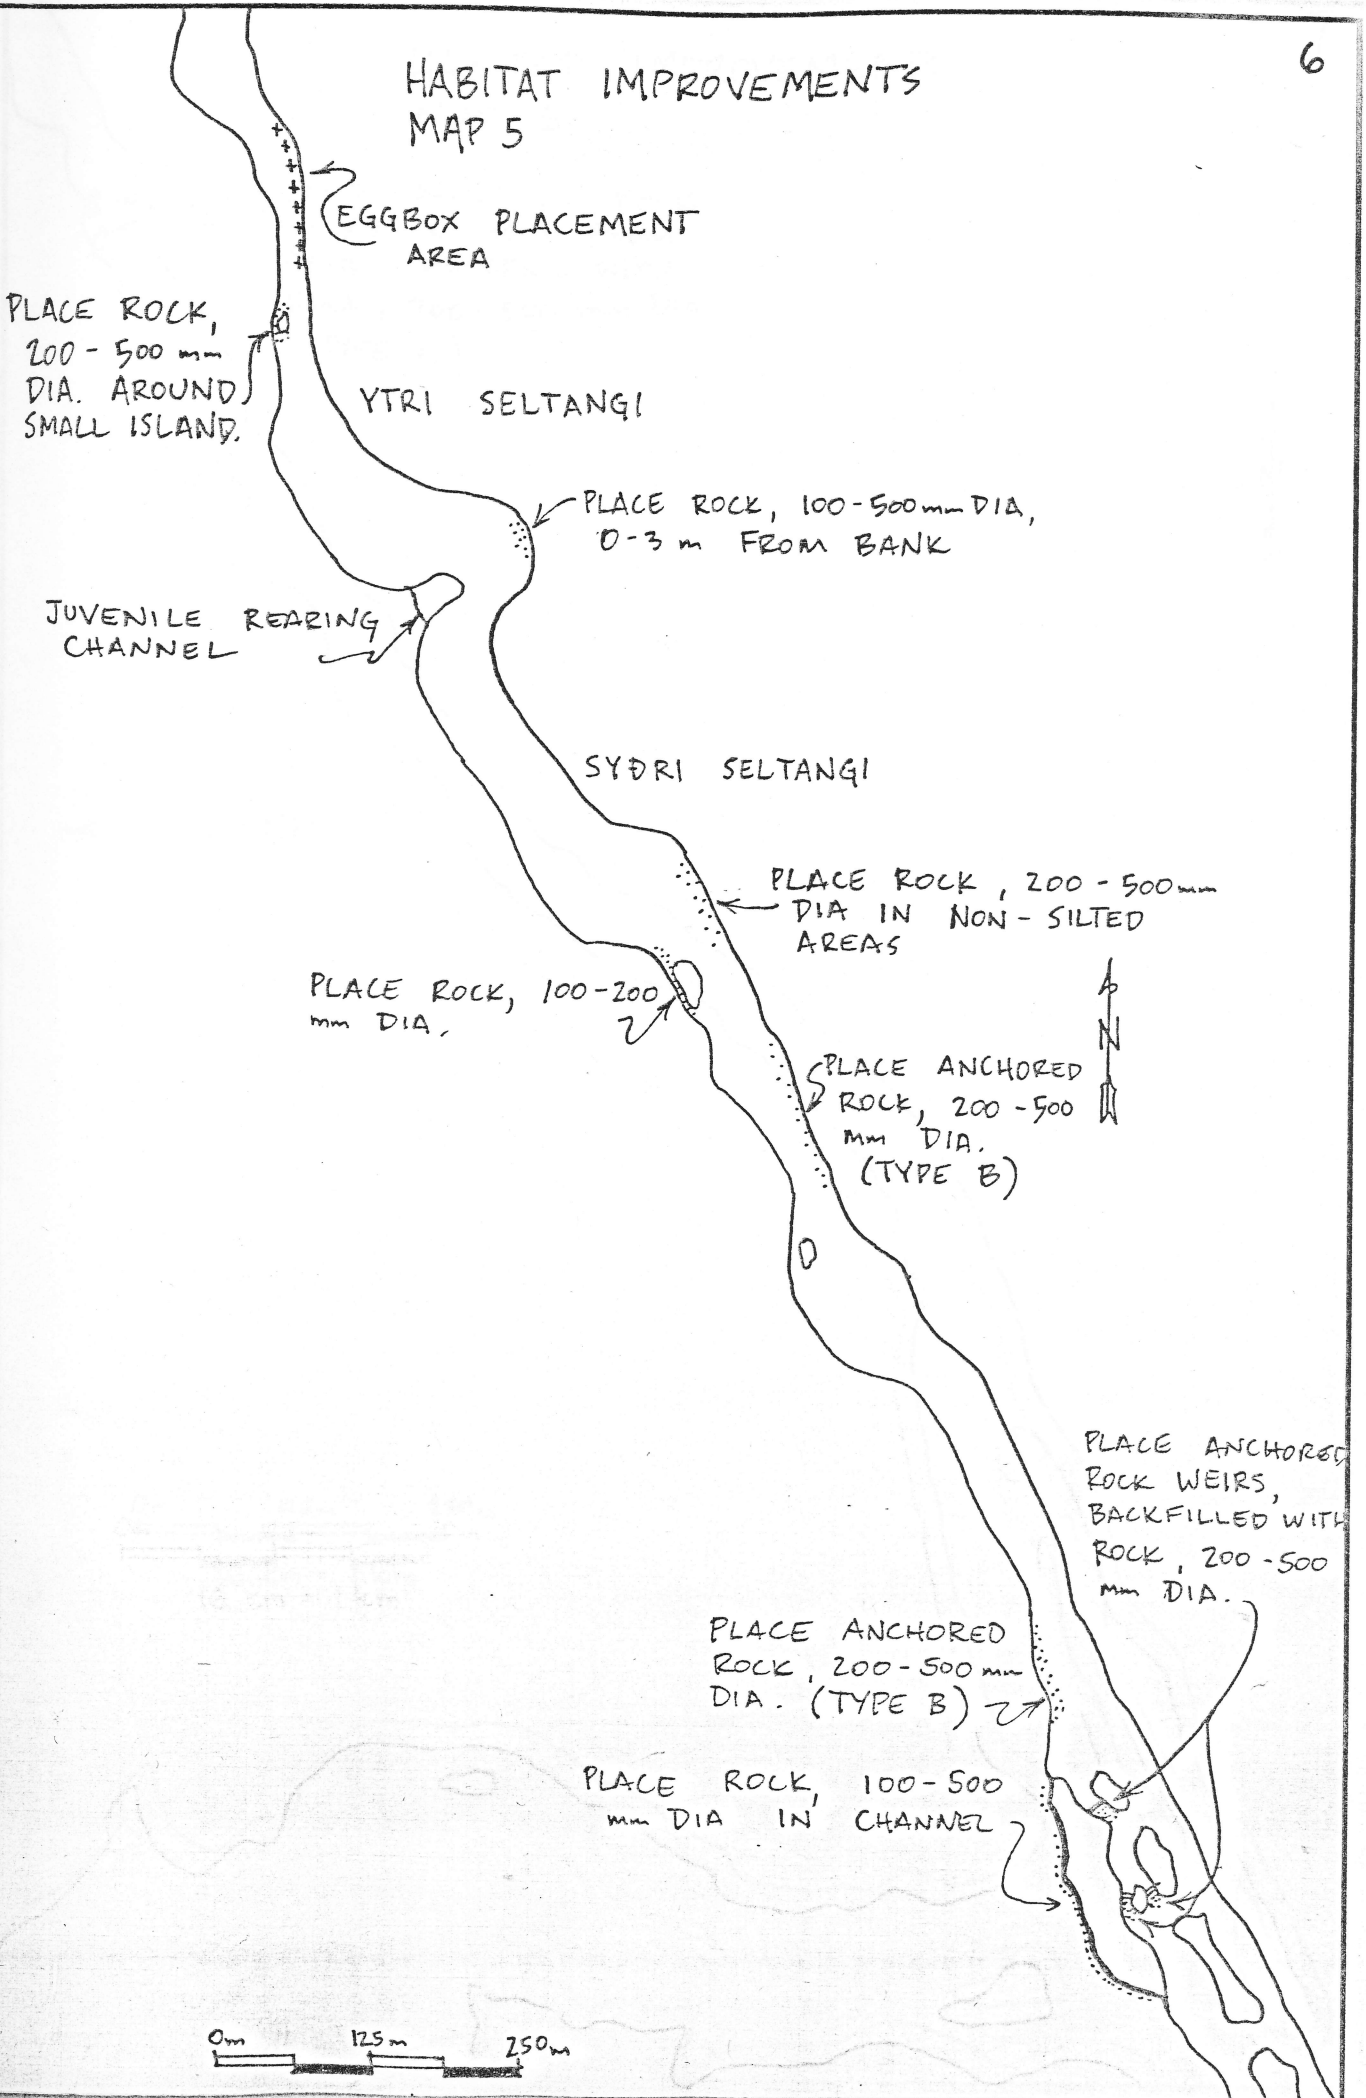 6
HABITAT IMPROVEMENTS
MAP 5
EGGBOX PLACEMENT
AREA
PLACE ROCK,
200 - 500 mm
DIA. AROUND
SMALL ISLAND.
YTRI SELTANGI
PLACE ROCK, 100-500mm DIA,
0-3 m FROM BANK
JUVENILE REARING
CHANNEL
SYÐRI SELTANGI
PLACE ROCK, 200-500mm
DIA IN NON-SILTED
AREAS
PLACE ROCK, 100-200
mm DIA.
N
PLACE ANCHORED
ROCK, 200-500
mm DIA.
(TYPE B)
PLACE ANCHORED
ROCK WEIRS,
BACKFILLED WITH
ROCK, 200-500
mm DIA.
PLACE ANCHORED
ROCK, 200-500 mm
DIA. (TYPE B)
PLACE ROCK, 100-500
mm DIA IN CHANNEL
0m 125m 250m